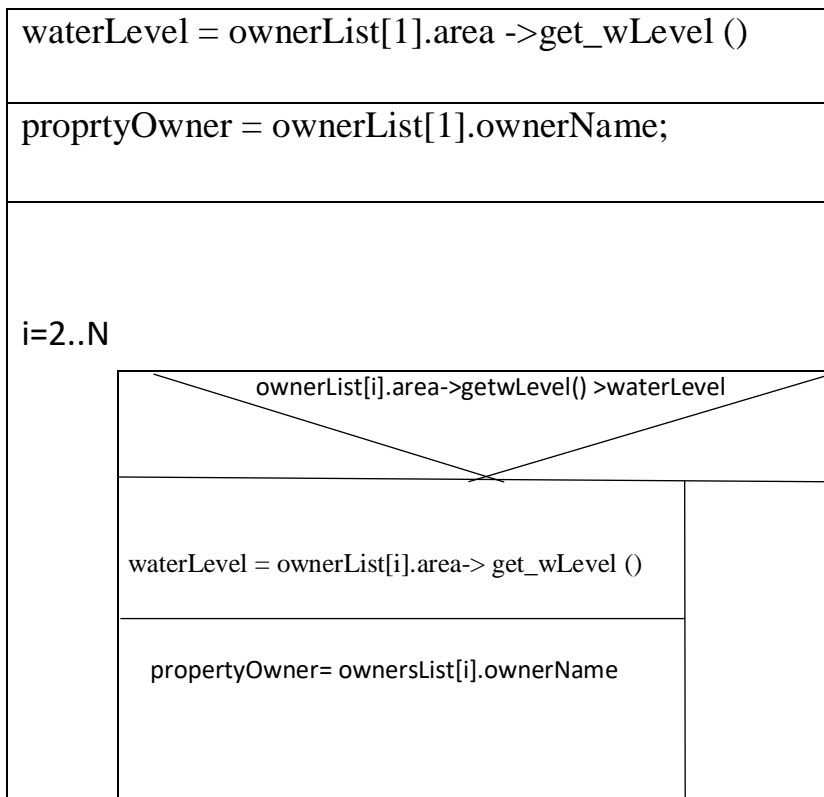 waterLevel = ownerList[1].area ->get_wLevel ()
proprtyOwner = ownerList[1].ownerName;
i=2..N
ownerList[i].area->getwLevel() >waterLevel
waterLevel = ownerList[i].area-> get_wLevel ()
propertyOwner= ownersList[i].ownerName